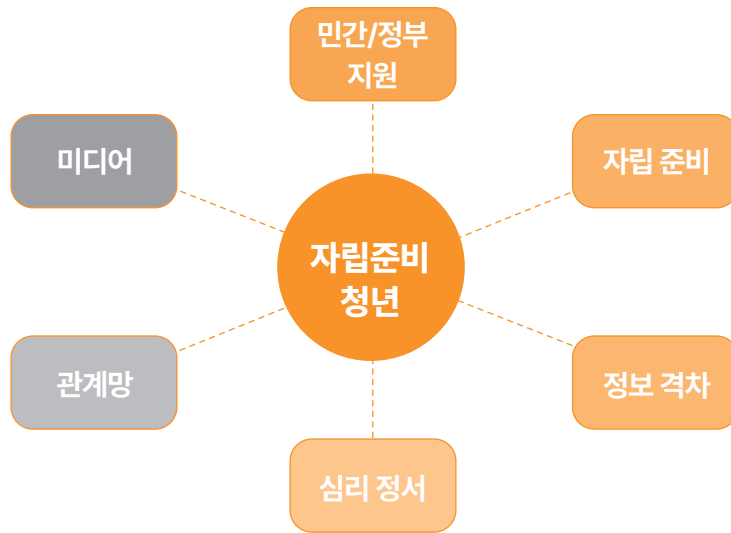 민간/정부
지원
미디어
자립 준비
자립준비
청년
관계망
정보 격차
심리 정서